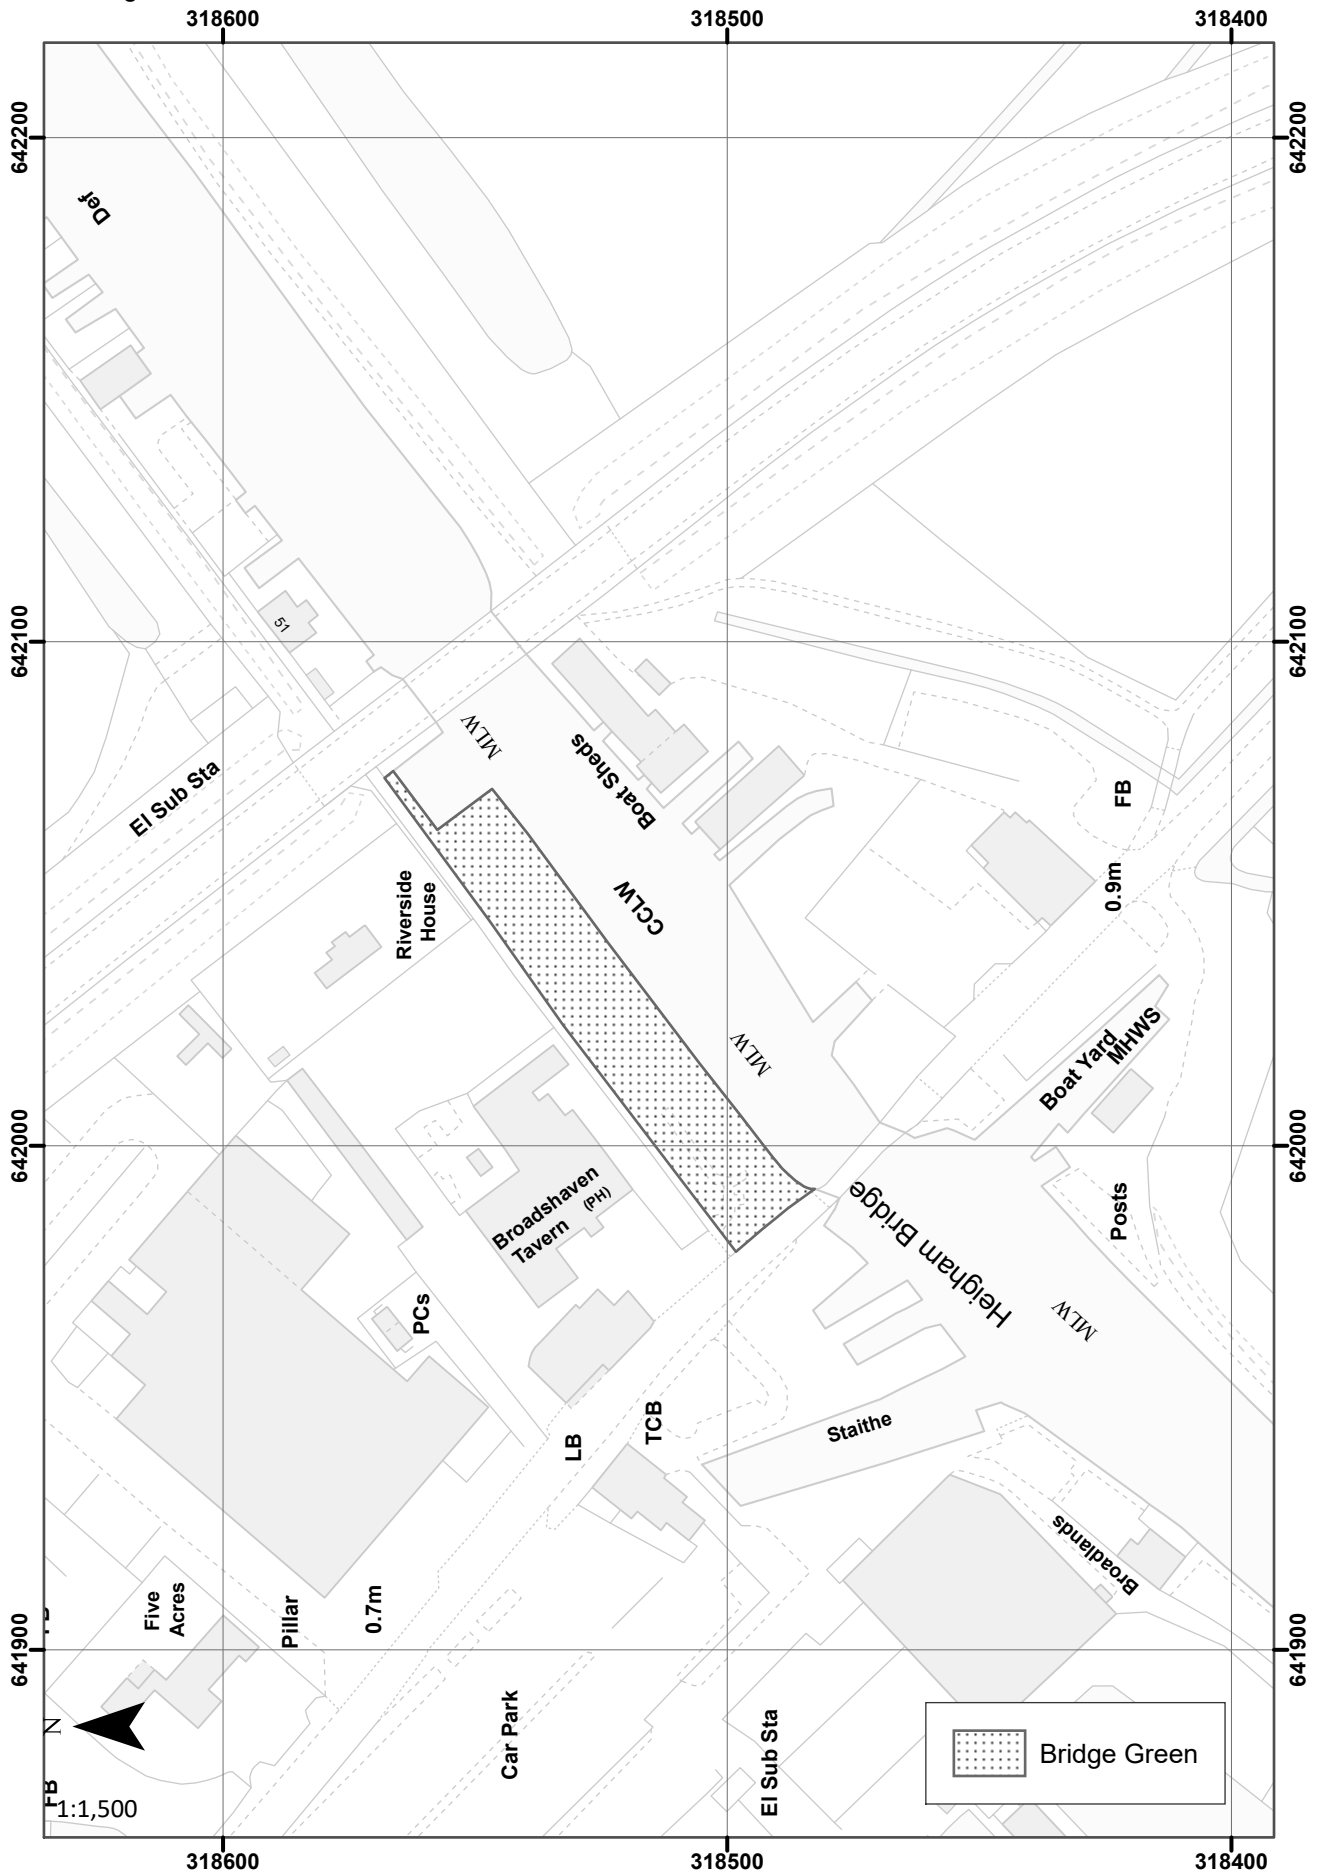 318600
318500
318400
642200
642200
Def
51
642100
642100
MLW
El Sub Sta
Boat Sheds
FB
Riverside
House
CCLW
0.9m
MLW
Boat Yard
MHWS
642000
642000
Broadshaven
Tavern
(PH)
Heigham Bridge
Posts
PCs
MLW
LB
TCB
Staithe
Broadlands
Five
Acres
Pillar
0.7m
641900
641900
N
Car Park
El Sub Sta
Bridge Green
FB
1:1,500
318600
318500
318400